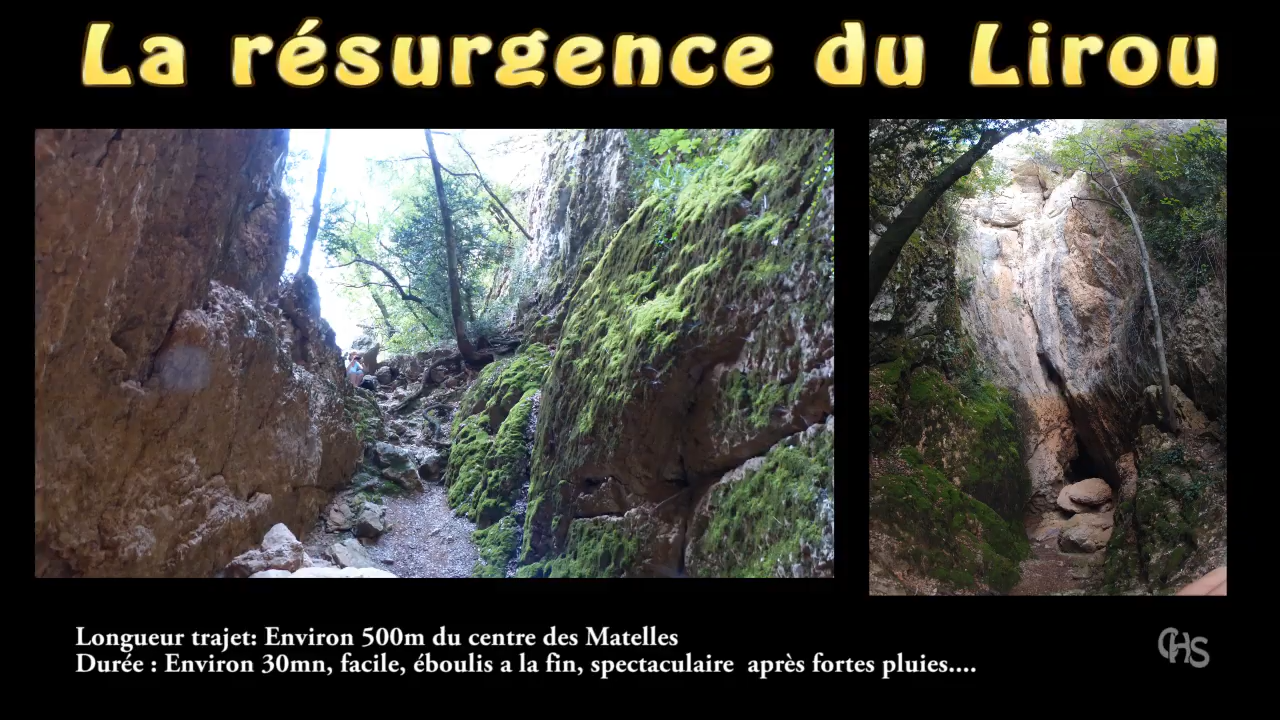 La résurgence du Lirou
Longueur trajet: Environ 500m du centre des Matelles
Durée : Environ 30mn, facile, éboulis a la fin, spectaculaire après fortes pluies....
CHS